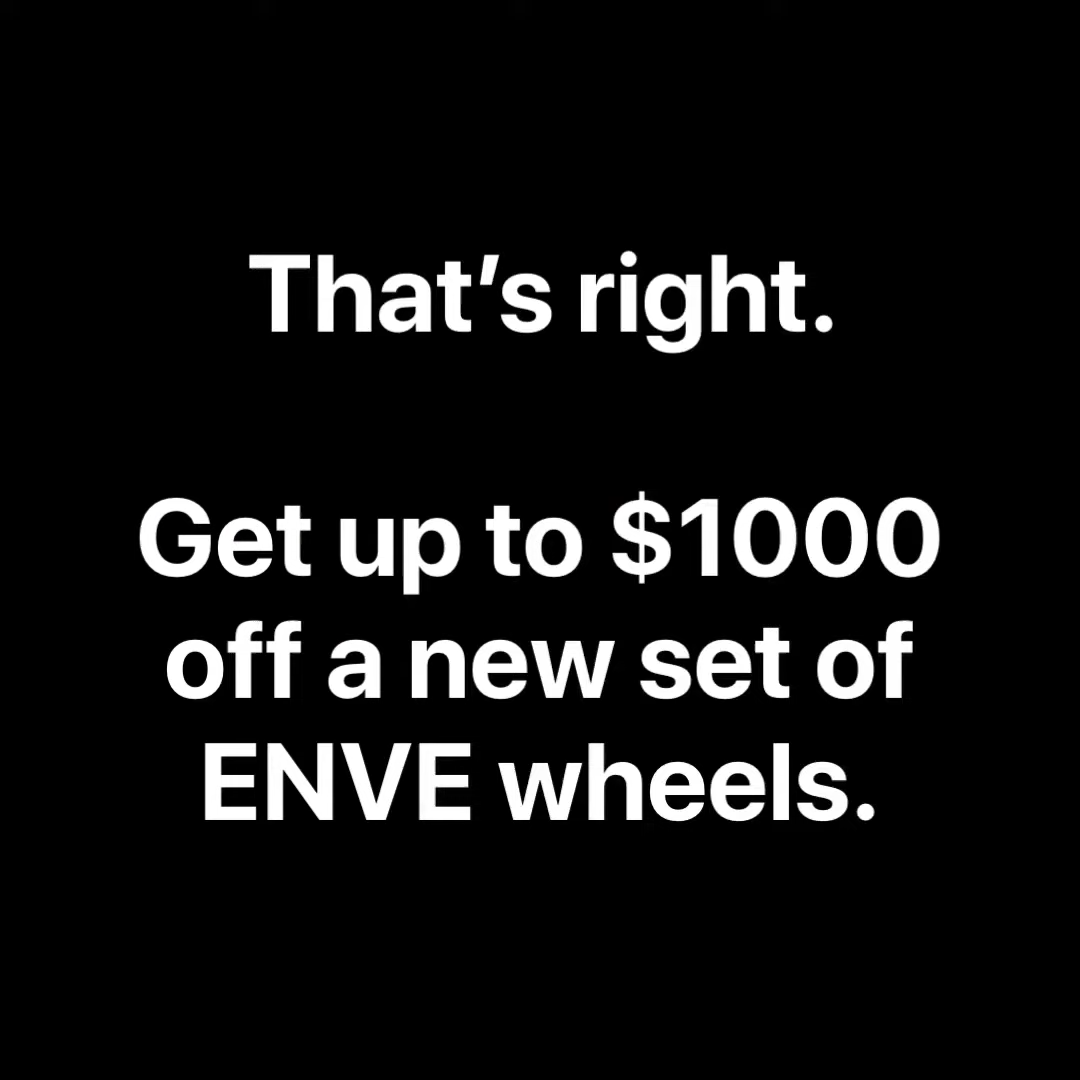 That’s right.
Get up to $1000
off a new set of
ENVE wheels.